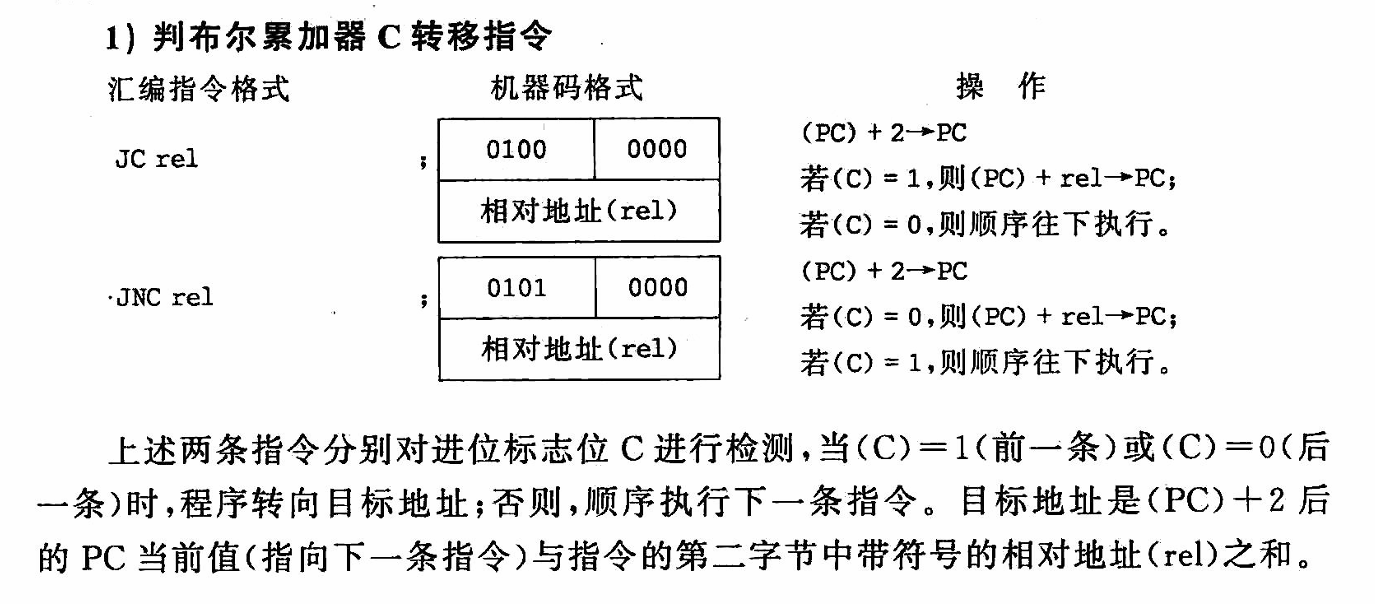 1) 判布尔累加器 C 转移指令
汇编指令格式 机器码格式 操 作
JC rel ; 0100 0000 (PC) + 2→PC
若(C) = 1,则(PC) + rel→PC;
相对地址(rel) 若(C) = 0,则顺序往下执行。
JNC rel ; 0101 0000 (PC) + 2→PC
若(C) = 0,则(PC) + rel→PC;
相对地址(rel) 若(C) = 1,则顺序往下执行。
上述两条指令分别对进位标志位 C 进行检测,当(C)=1(前一条)或(C)=0(后
一条)时,程序转向目标地址;否则,顺序执行下一条指令。目标地址是(PC)+2 后
的 PC 当前值(指向下一条指令)与指令的第二字节中带符号的相对地址(rel)之和。